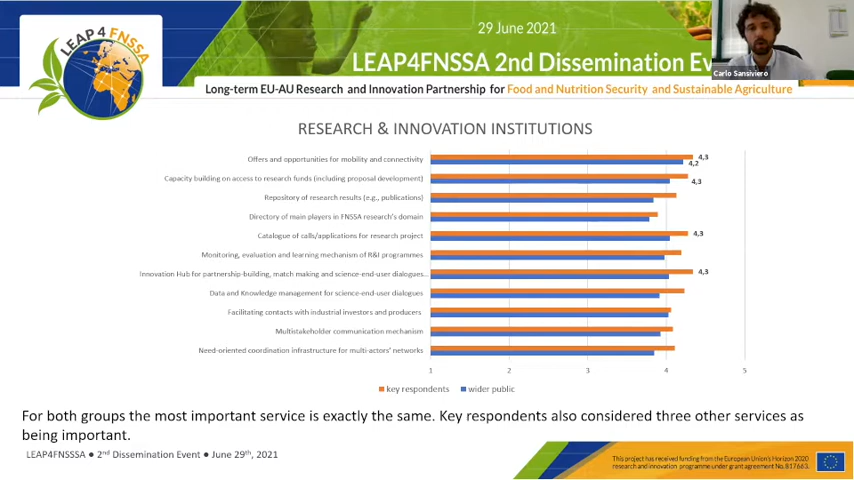 LEAP 4 FNSSA
29 June 2021
LEAP4FNSSA 2nd Dissemination Ev
Carlo Sansiviero
Long-term EU-AU Research and Innovation Partnership for Food and Nutrition Security and Sustainable Agriculture
RESEARCH & INNOVATION INSTITUTIONS
Offers and opportunities for mobility and connectivity
4,3
4,2
Capacity building on access to research funds (including proposal development)
4,3
Repository of research results (e.g., publications)
Directory of main players in FNSSA research's domain
Catalogue of calls/applications for research project
4,3
Monitoring, evaluation and learning mechanism of R&I programmes
Innovation Hub for partnership-building, match making and science-end-user dialogues...
4,3
Data and Knowledge management for science-end-user dialogues
Facilitating contacts with industrial investors and producers
Multistakeholder communication mechanism
Need-oriented coordination infrastructure for multi-actors' networks
1 2 3 4 5
key respondents wider public
For both groups the most important service is exactly the same. Key respondents also considered three other services as
being important.
LEAP4FNSSSA ● 2nd Dissemination Event ● June 29th, 2021
This project has received funding from the European Union's Horizon 2020
research and innovation programme under grant agreement No.817663.